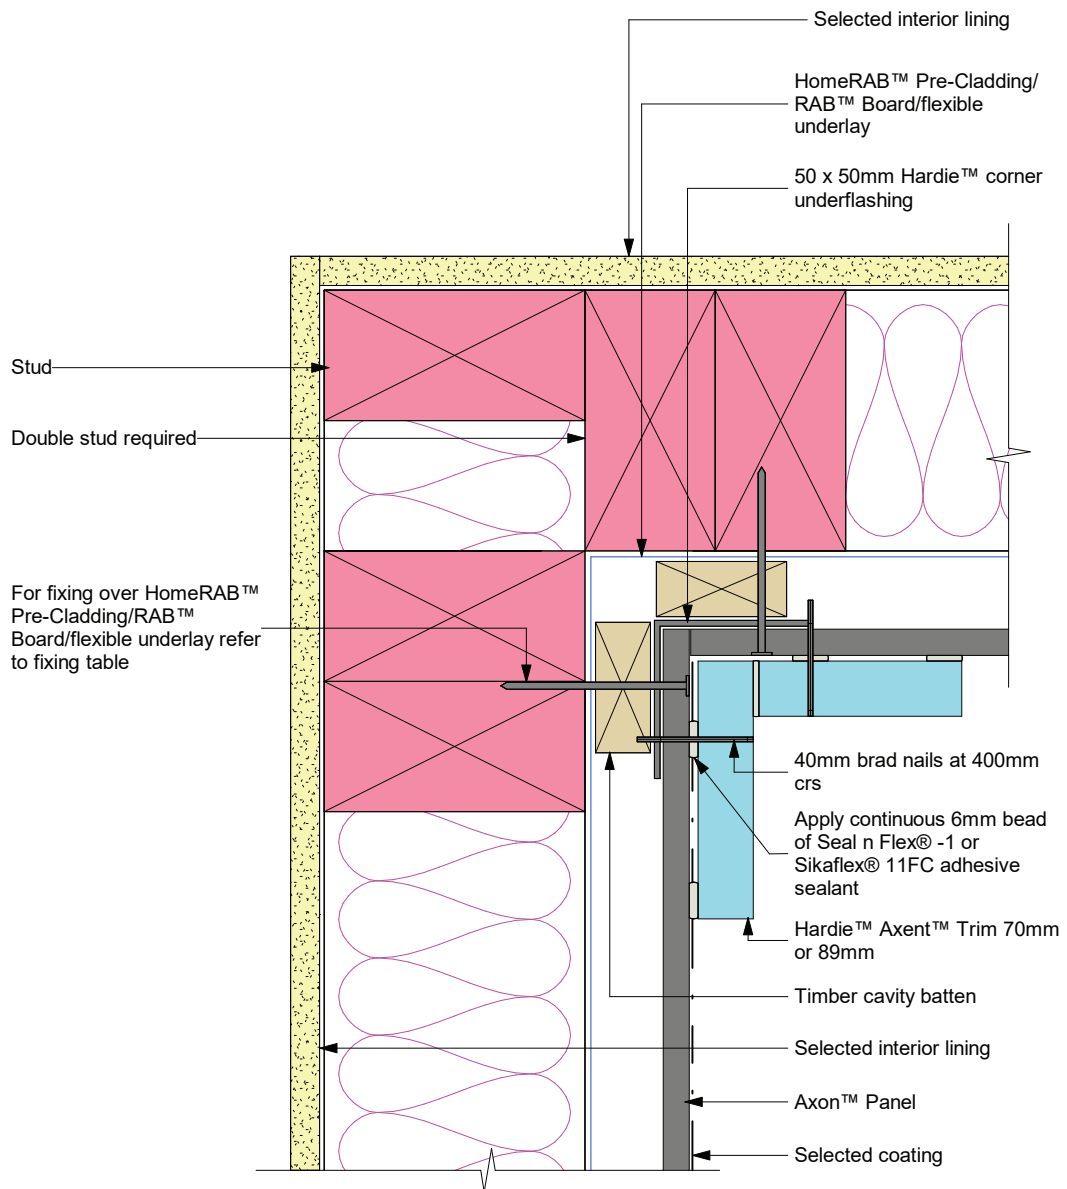 Selected interior lining
HomeRAB™ Pre-Cladding/
RAB™ Board/flexible
underlay
50 x 50mm Hardie™ corner
underflashing
Stud
Double stud required
For fixing over HomeRAB™
Pre-Cladding/RAB™
Board/flexible underlay refer
to fixing table
40mm brad nails at 400mm
crs
Apply continuous 6mm bead
of Seal n Flex® -1 or
Sikaflex® 11FC adhesive
sealant
Hardie™ Axent™ Trim 70mm
or 89mm
Timber cavity batten
Selected interior lining
Axon™ Panel
Selected coating